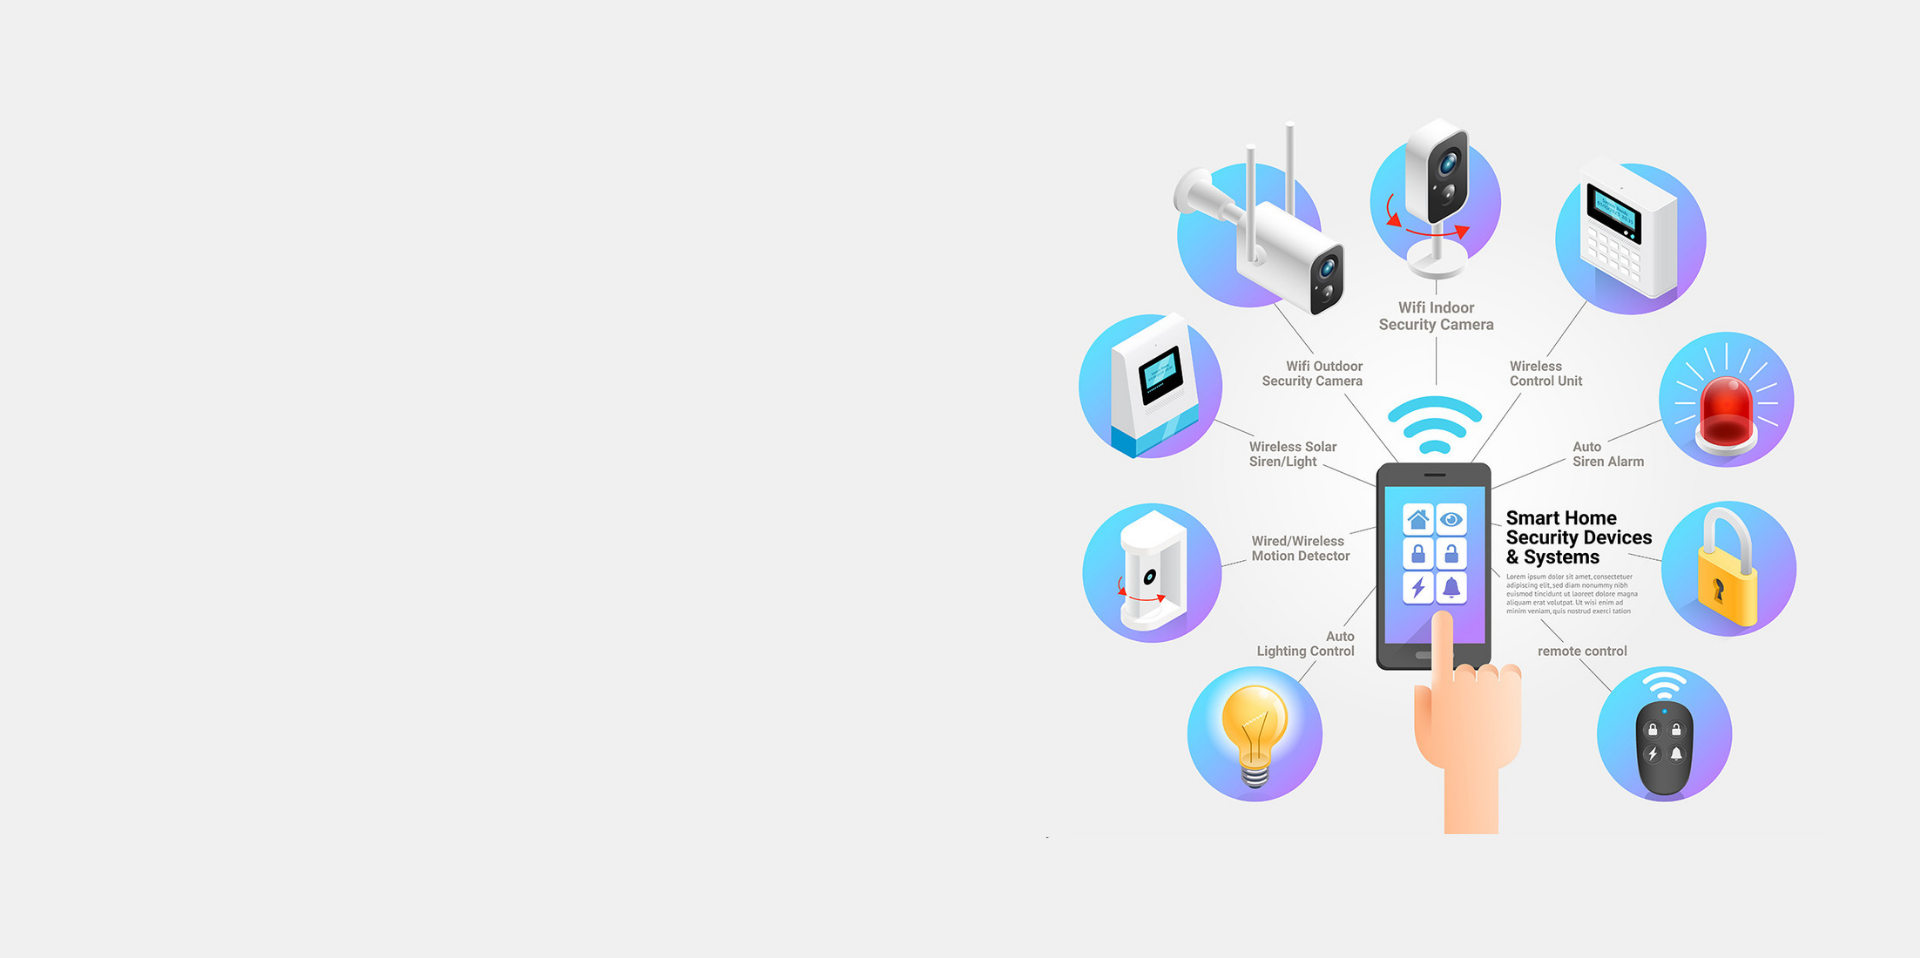 Wifi Indoor
Security Camera
Wifi Outdoor
Security Camera
Wireless
Control Unit
Wireless Solar
Siren/Light
Auto
Siren Alarm
Smart Home
Security Devices
& Systems
Lorem ipsum dolor sit amet, consectetuer
adipiscing elit, sed diam nonummy nibh
euismod tincidunt ut laoreet dolore magna
aliquam erat volutpat. Ut wisi enim ad
minim veniam, quis nostrud exerci tation
Wired/Wireless
Motion Detector
Auto
Lighting Control
remote control